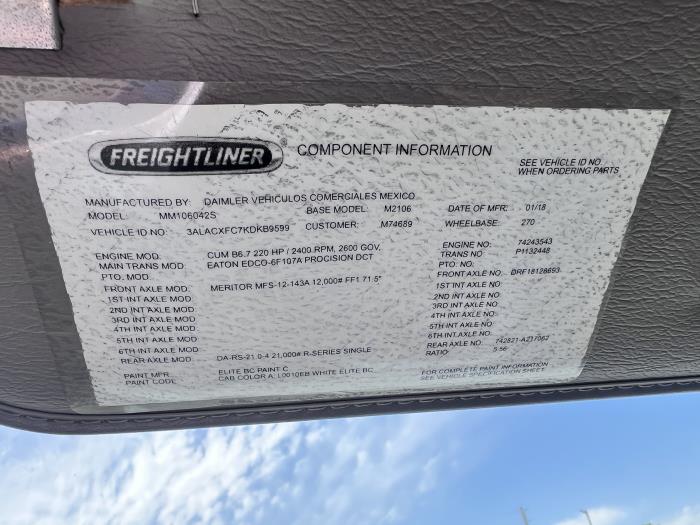 FREIGHTLINER COMPONENT INFORMATION
SEE VEHICLE ID NO.
WHEN ORDERING PARTS
MANUFACTURED BY: DAIMLER VEHICULOS COMERCIALES MEXICO
MODEL: MM106042S BASE MODEL: M2106 DATE OF MFR: 01/18
VEHICLE ID NO: 3ALACXFC7KDKB9599 CUSTOMER: M74689 WHEELBASE: 270
ENGINE MOD. CUM B6.7 220 HP / 2400 RPM, 2600 GOV, ENGINE NO: 74243543
MAIN TRANS MOD. EATON EDCO-6F107A PROCISION DCT TRANS NO P1132448
PTO. MOD. PTO. NO:
FRONT AXLE MOD: MERITOR MFS-12-143A 12,000# FF1 71.5" FRONT AXLE NO: DRF18128693
1ST INT AXLE MOD 1ST INT AXLE NO:
2ND INT AXLE MOD 2ND INT AXLE NO:
3RD INT AXLE MOD 3RD INT AXLE NO:
4TH INT AXLE MOD 4TH INT AXLE NO
5TH INT AXLE MOD 5TH INT AXLE NO:
6TH INT AXLE MOD 6TH INT AXLE NO:
REAR AXLE MOD: DA-RS-21.0-4 21,000# R-SERIES SINGLE REAR AXLE NO 742821-A217062
RATIO: 5.56
PAINT MFR ELITE BC PAINT C FOR COMPLETE PAINT INFORMATION
PAINT CODE CAB COLOR A: L0010EB WHITE ELITE BC SEE VEHICLE SPECIFICATION SHEET